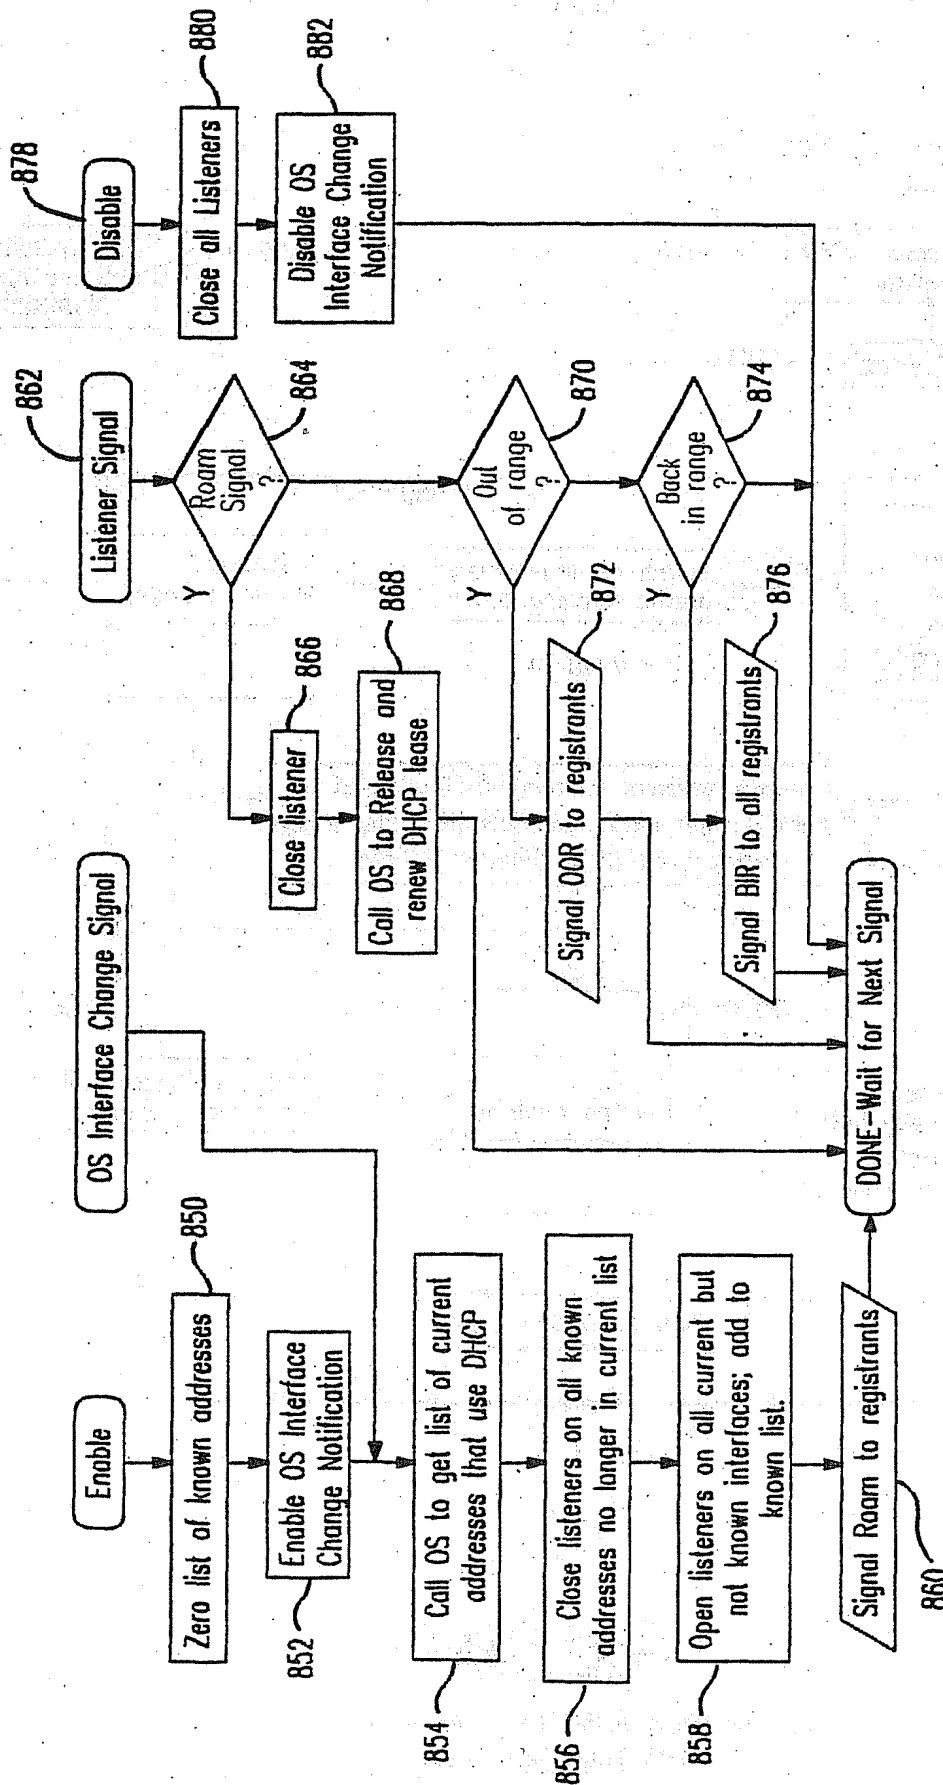 Enable
Zero list of known addresses
850
Enable OS Interface
Change Notification
852
Call OS to get list of current
addresses that use DHCP
854
Close listeners on all known
addresses no longer in current list
856
Open listeners on all current but
not known interfaces; add to
known list.
858
Signal Roam to registrants
860
OS Interface Change Signal
Listener Signal
862
Roam
Signal
?
864
Y
Close listener
866
Call OS to Release and
renew DHCP lease
868
Out
of range
?
870
Y
Signal OOR to registrants
872
Back
in range
?
874
Y
Signal BIR to all registrants
876
Disable
878
Close all Listeners
880
Disable OS
Interface Change
Notification
882
DONE-Wait for Next Signal